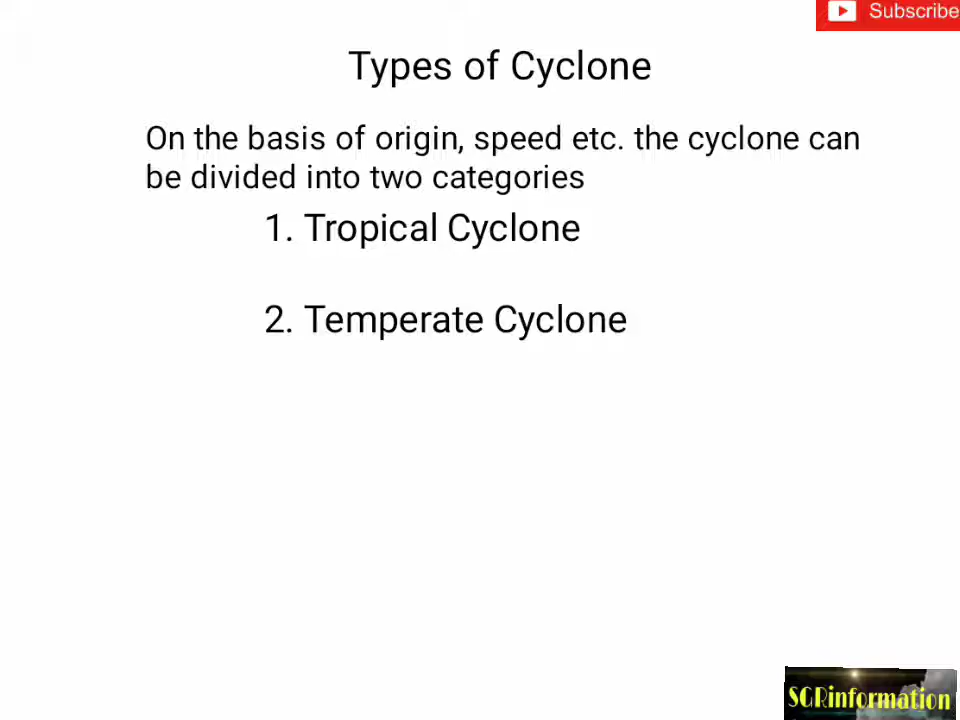 Subscribe
Types of Cyclone
On the basis of origin, speed etc. the cyclone can
be divided into two categories
1. Tropical Cyclone
2. Temperate Cyclone
SGRinformation